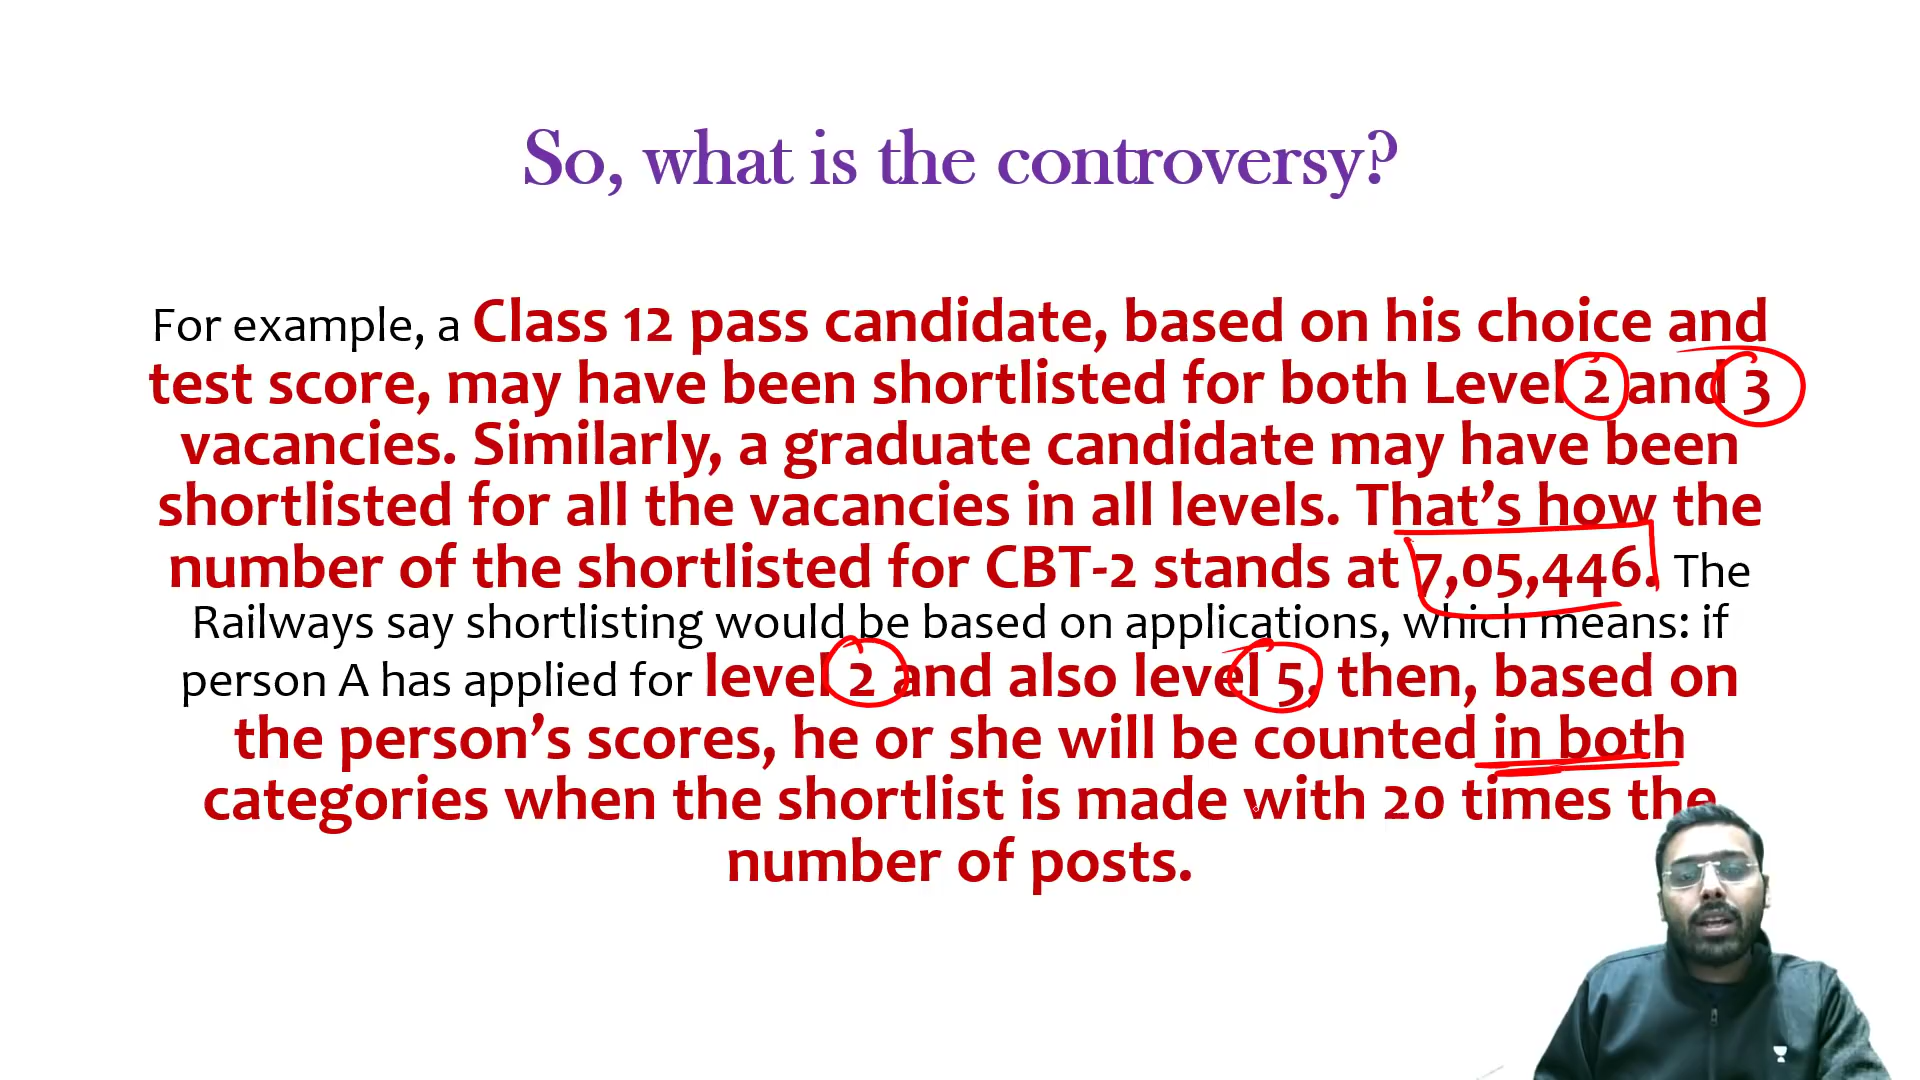 So, what is the controversy?
For example, a Class 12 pass candidate, based on his choice and
test score, may have been shortlisted for both Level 2 and 3
vacancies. Similarly, a graduate candidate may have been
shortlisted for all the vacancies in all levels. That’s how the
number of the shortlisted for CBT-2 stands at 7,05,446. The
Railways say shortlisting would be based on applications, which means: if
person A has applied for level 2 and also level 5, then, based on
the person’s scores, he or she will be counted in both
categories when the shortlist is made with 20 times the
number of posts.